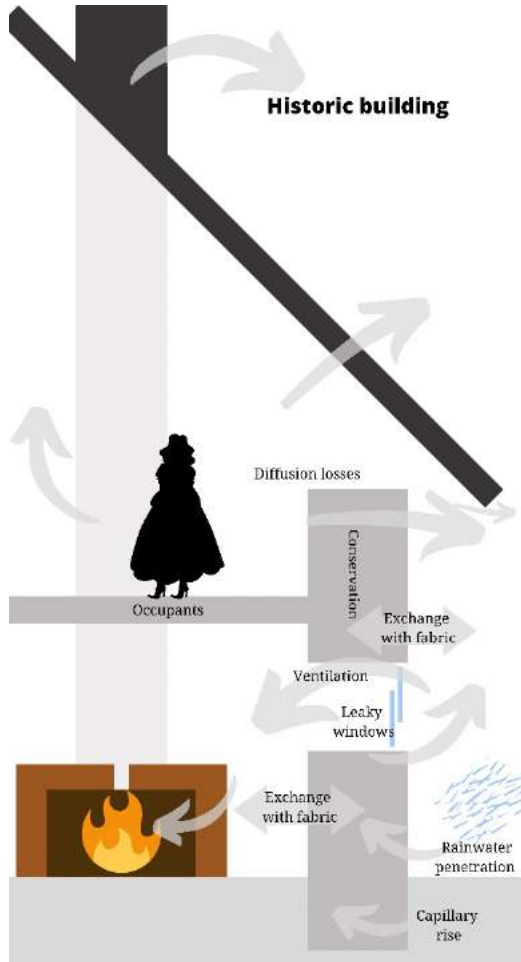 Historic building
Diffusion losses
Conservation
Occupants
Exchange
with fabric
Ventilation
Leaky
windows
Exchange
with fabric
Rainwater
penetration
Capillary
rise